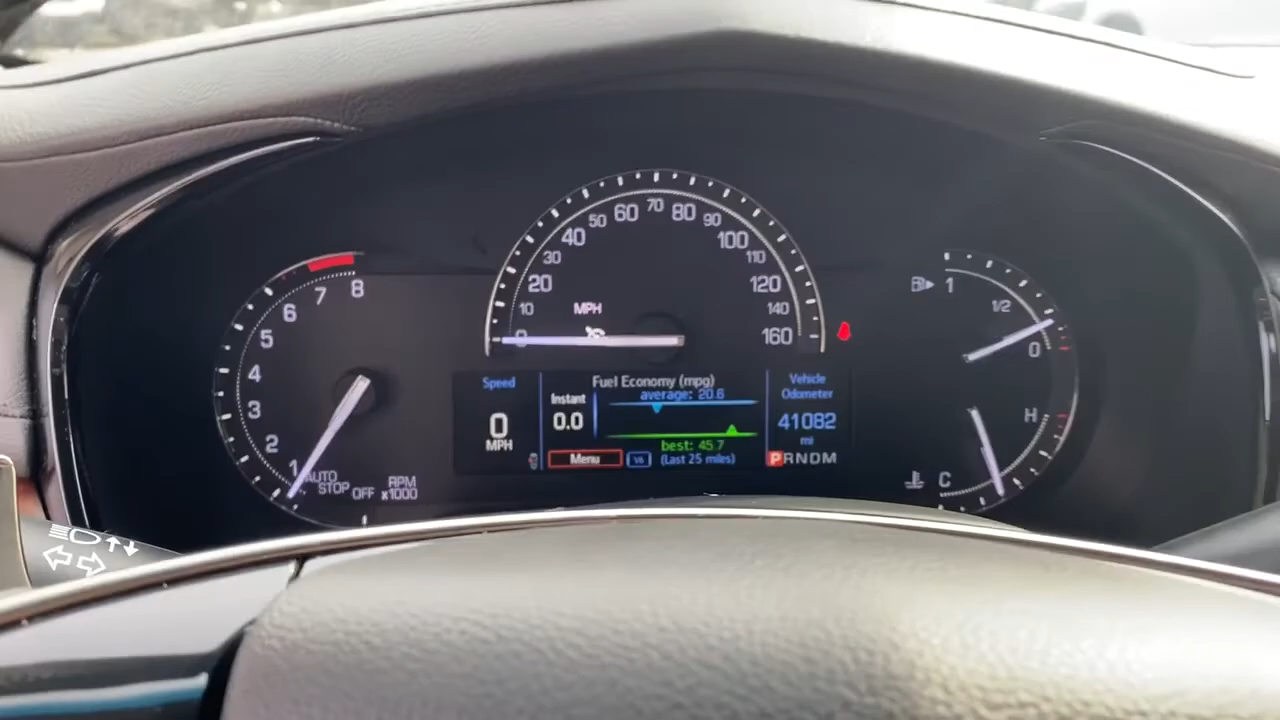 1
2
3
4
5
6
7
8
AUTO
STOP
OFF
RPM
x1000
0
10
20
30
40
50
60
70
80
90
100
110
120
140
160
MPH
Speed
0
MPH
Fuel Economy (mpg)
average: 20.6
Instant
0.0
best: 45.7
(Last 25 miles)
Menu
V6
Vehicle
Odometer
41082
mi
PRNDM
1
1/2
0
H
C